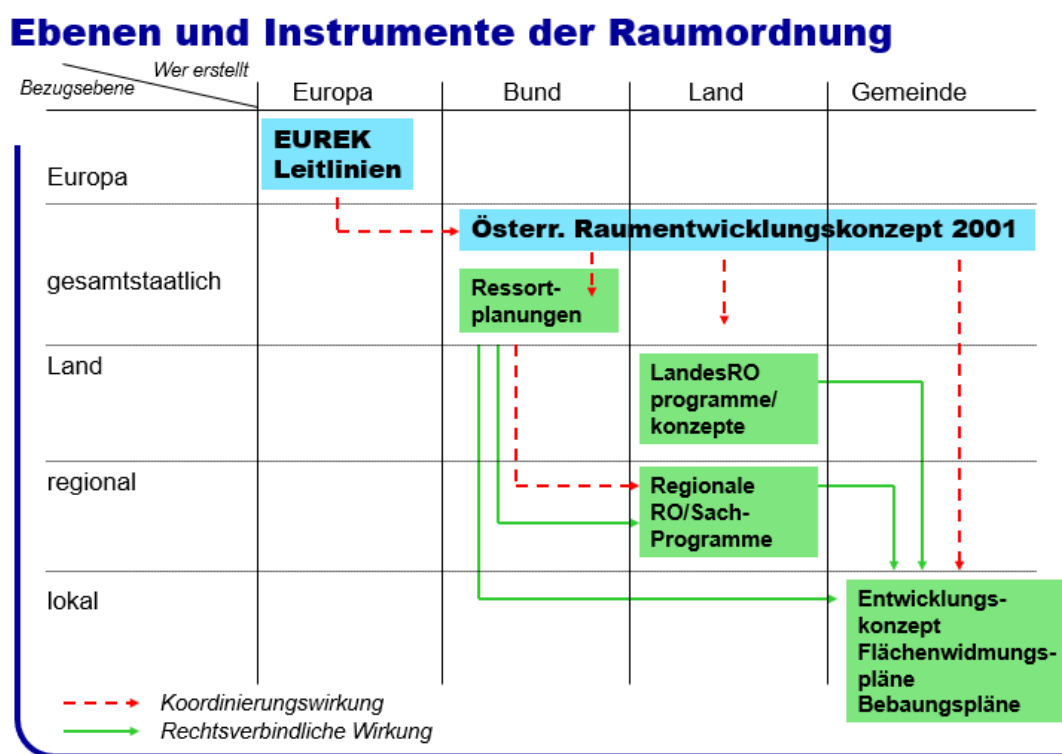 Ebenen und Instrumente der Raumordnung
Wer erstellt
Bezugsebene
Europa
Bund
Land
Gemeinde
EUREK
Leitlinien
Europa
Österr. Raumentwicklungskonzept 2001
gesamtstaatlich
Ressort-
planungen
Land
LandesRO
programme/
konzepte
regional
Regionale
RO/Sach-
Programme
lokal
Entwicklungs-
konzept
Flächenwidmungs-
pläne
Bebaungspläne
Koordinierungswirkung
Rechtsverbindliche Wirkung